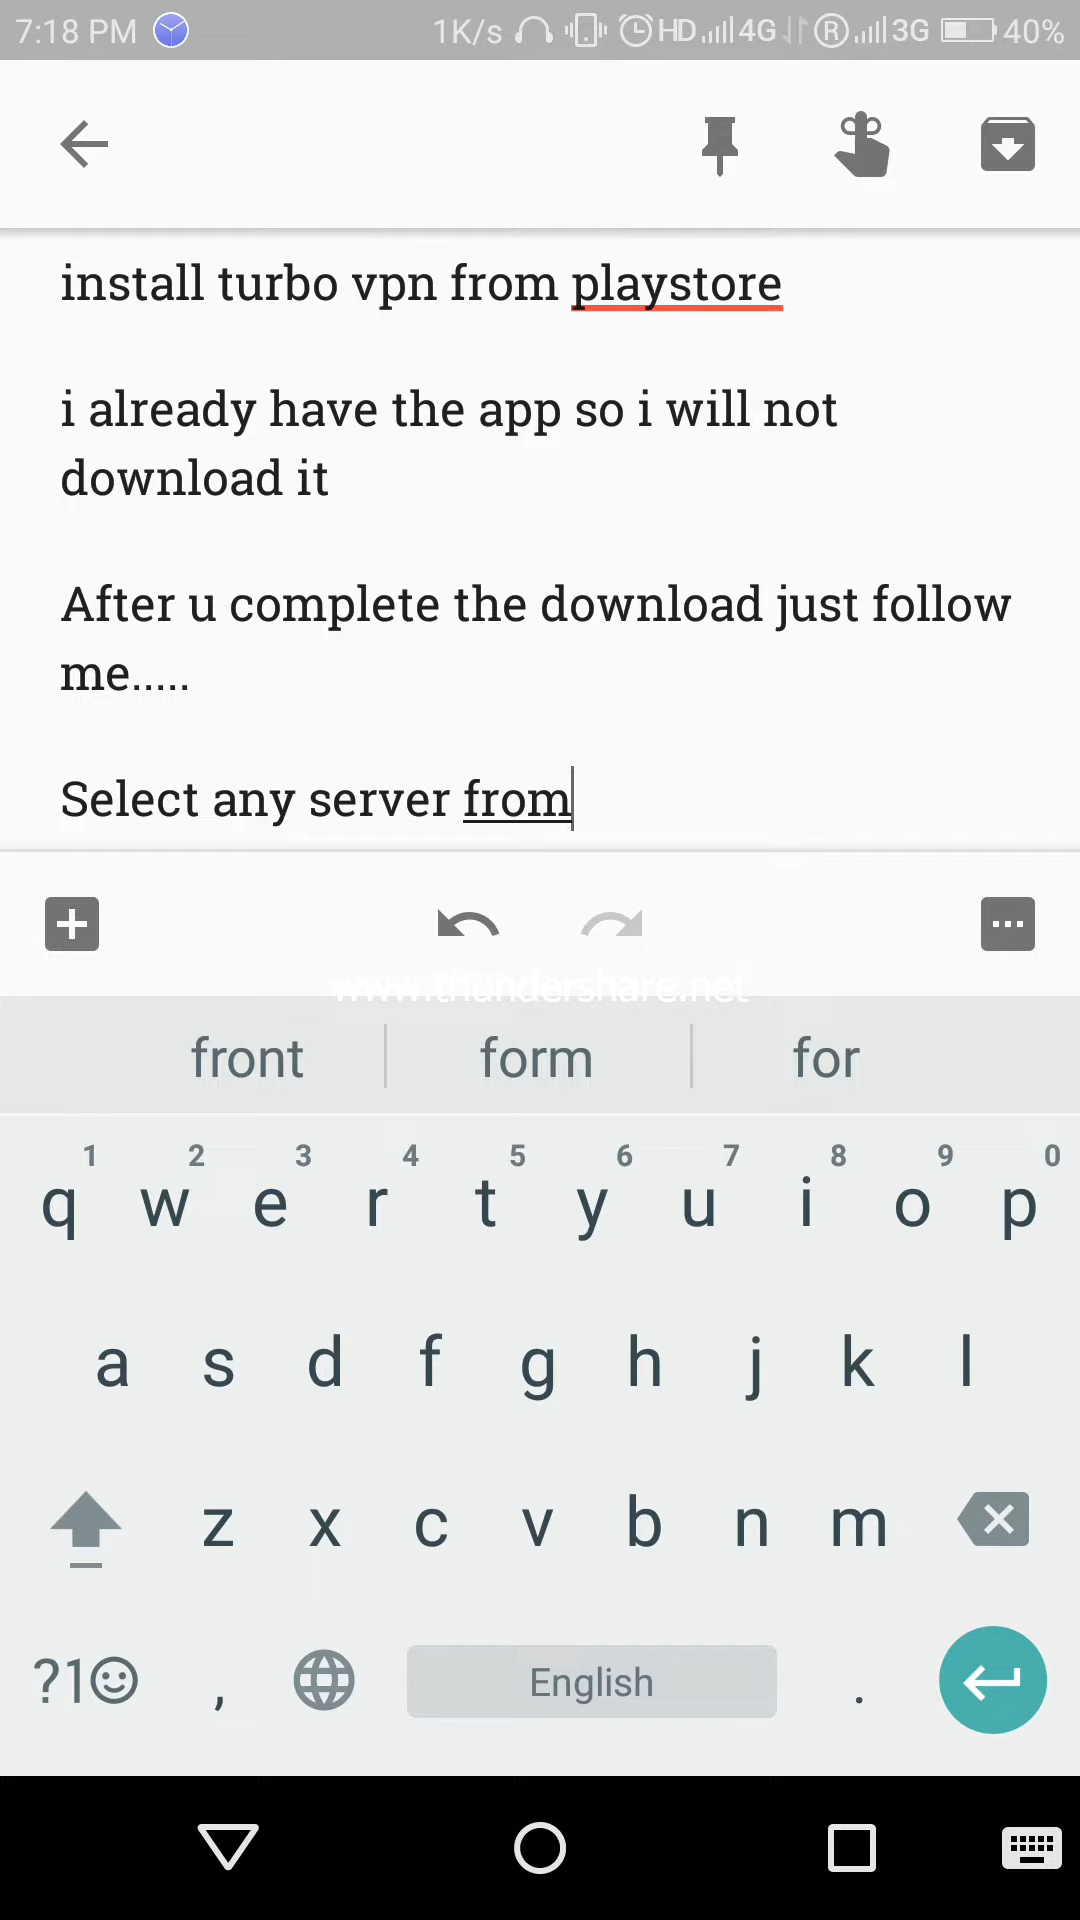 7:18 PM 1K/s HD 4G R 3G 40%
install turbo vpn from playstore
i already have the app so i will not
download it
After u complete the download just follow
me.....
Select any server from
www.thundershare.net
front form for
1 2 3 4 5 6 7 8 9 0
q w e r t y u i o p
a s d f g h j k l
z x c v b n m
?1☺ , English .